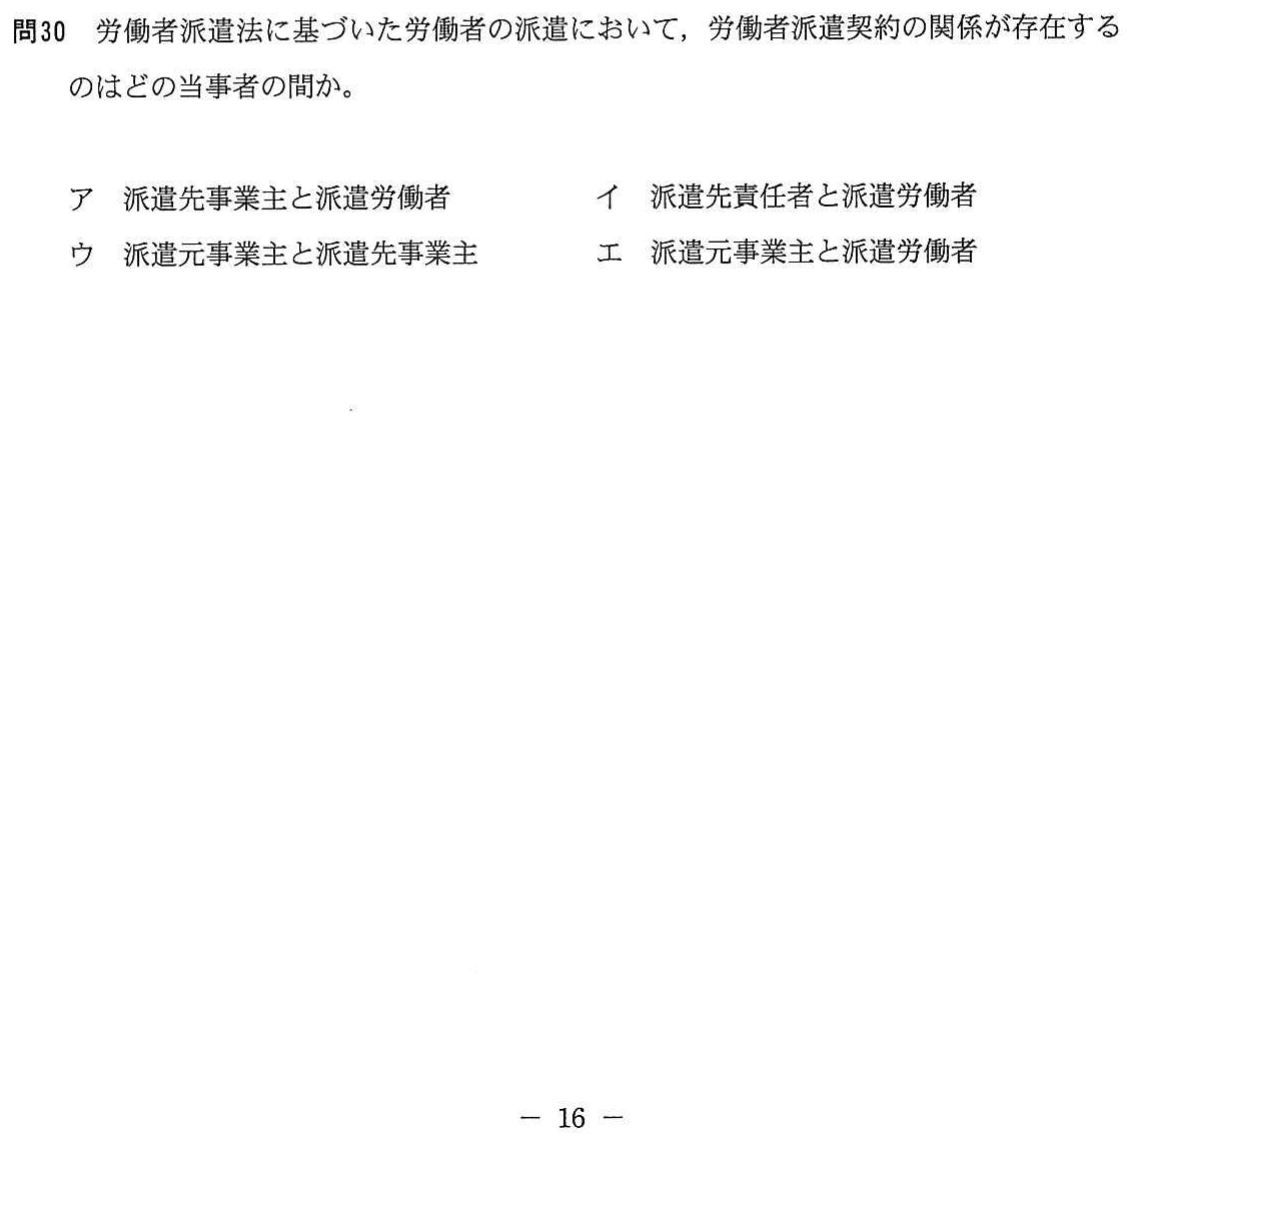 問30 労働者派遣法に基づいた労働者の派遣において，労働者派遣契約の関係が存在する
のはどの当事者の間か。
ア 派遣先事業主と派遣労働者 イ 派遣先責任者と派遣労働者
ウ 派遣元事業主と派遣先事業主 エ 派遣元事業主と派遣労働者
－ 16 －